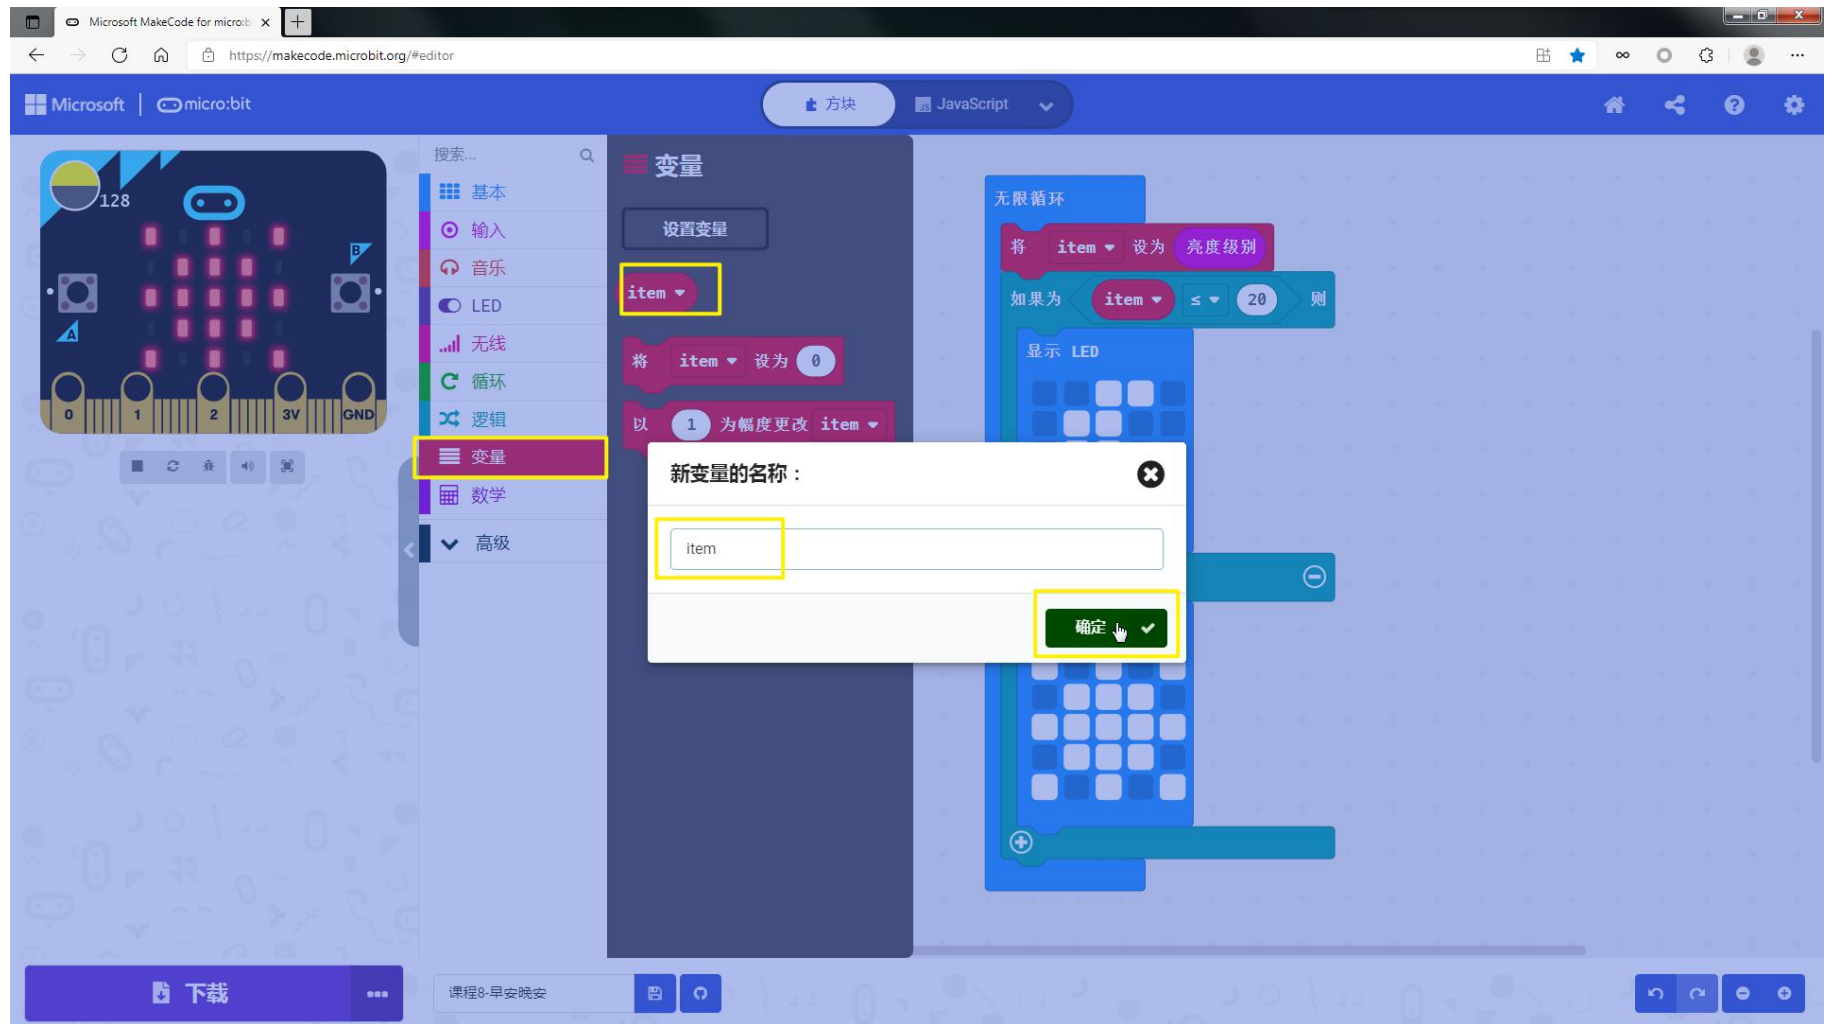 Microsoft MakeCode for micro:b
https://makecode.microbit.org/#editor
Microsoft
micro:bit
方块
JS JavaScript
128
B
A
0 1 2 3V GND
搜索...
基本
输入
音乐
LED
无线
循环
逻辑
变量
数学
高级
变量
设置变量
item
将 item 设为 0
以 1 为幅度更改 item
无限循环
将 item 设为 亮度级别
如果为 item ≤ 20 则
显示 LED
新变量的名称：
item
确定
下载
课程8-早安晚安